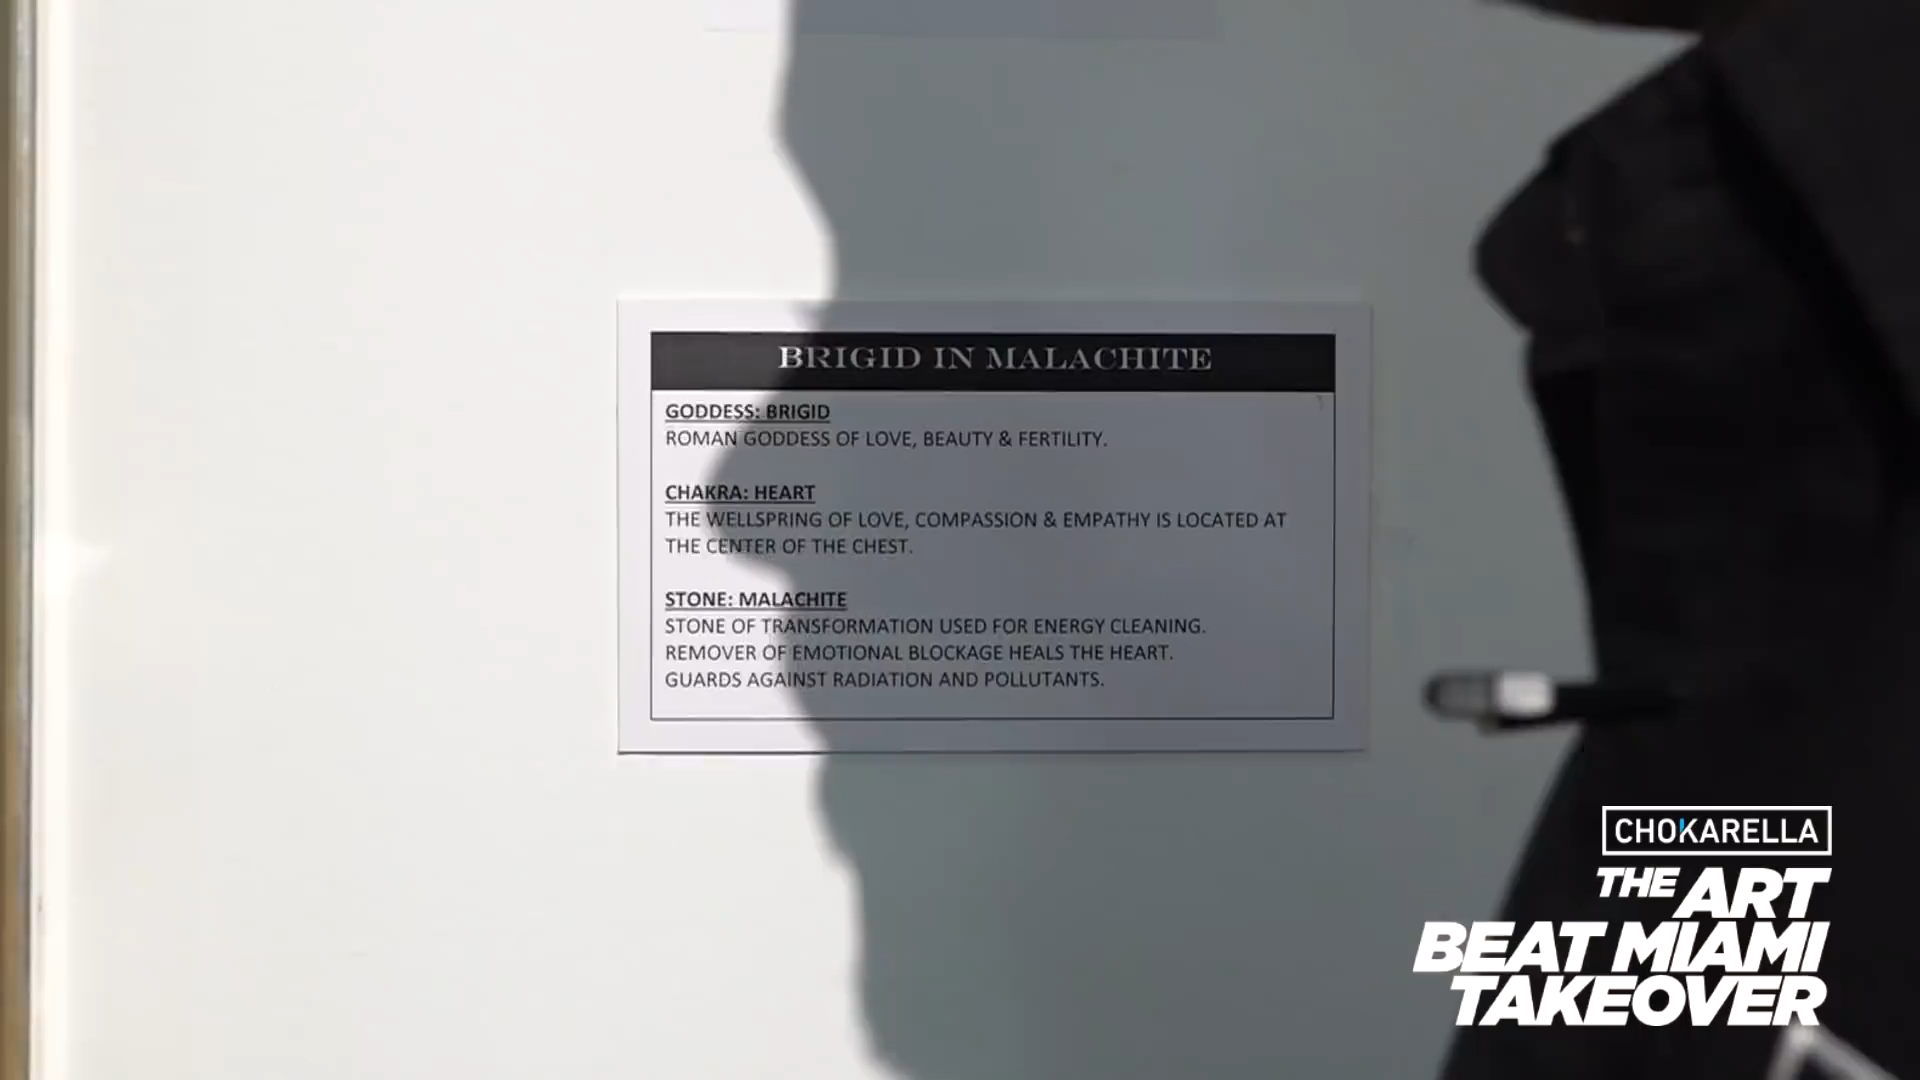 BRIGID IN MALACHITE
GODDESS: BRIGID
ROMAN GODDESS OF LOVE, BEAUTY & FERTILITY.
CHAKRA: HEART
THE WELLSPRING OF LOVE, COMPASSION & EMPATHY IS LOCATED AT
THE CENTER OF THE CHEST.
STONE: MALACHITE
STONE OF TRANSFORMATION USED FOR ENERGY CLEANING.
REMOVER OF EMOTIONAL BLOCKAGE HEALS THE HEART.
GUARDS AGAINST RADIATION AND POLLUTANTS.
CHOKARELLA
THE ART
BEAT MIAMI
TAKEOVER